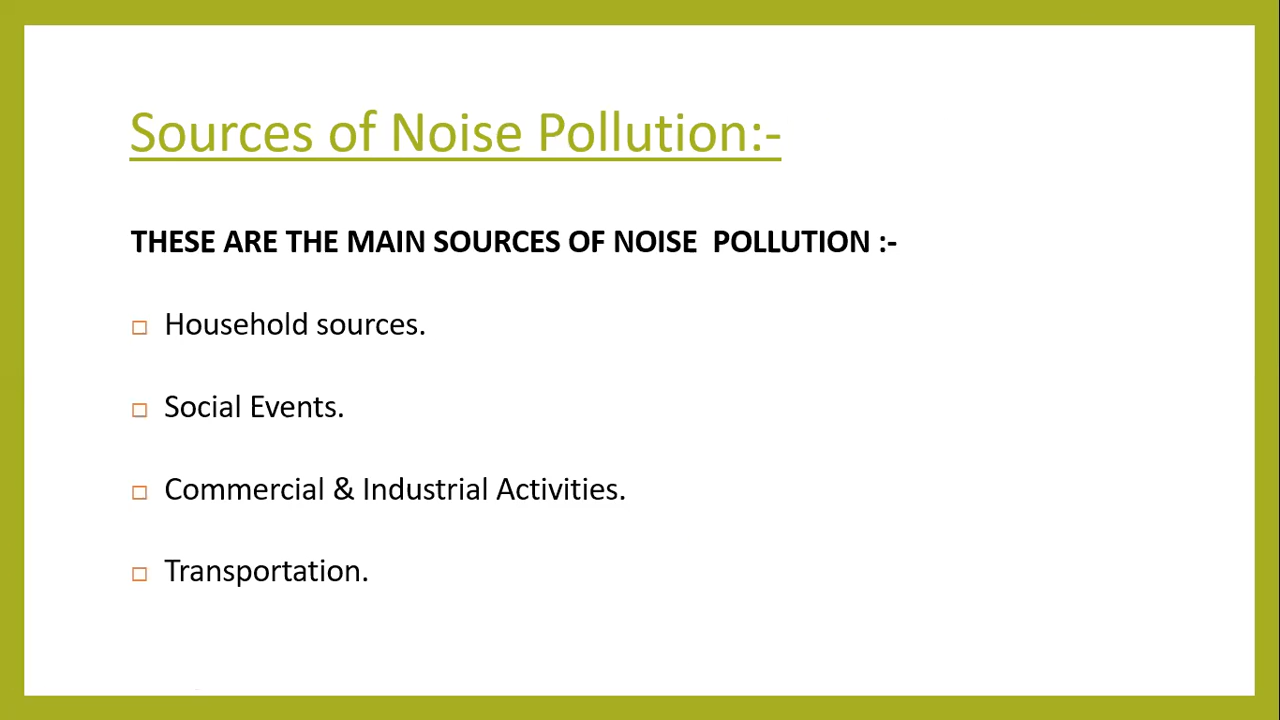 Sources of Noise Pollution:-
THESE ARE THE MAIN SOURCES OF NOISE  POLLUTION :-
Household sources.
Social Events.
Commercial & Industrial Activities.
Transportation.